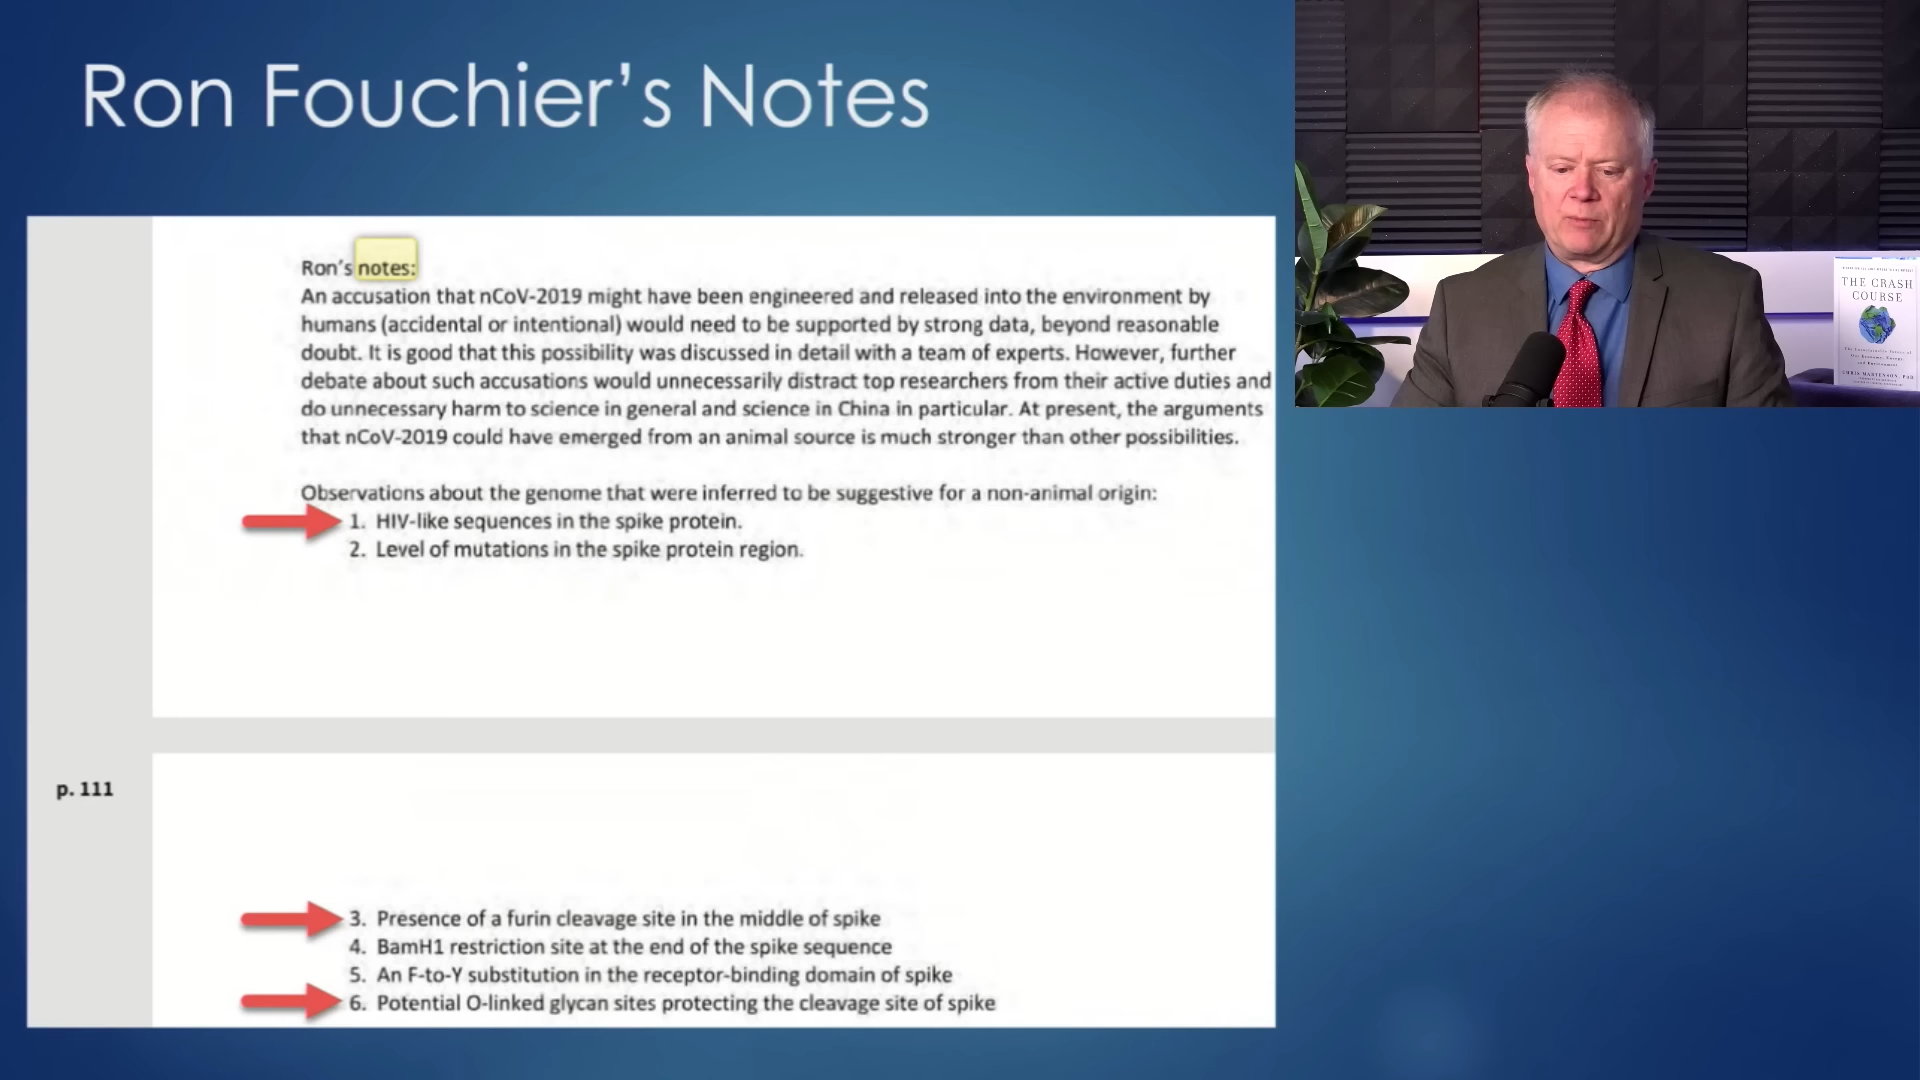 Ron Fouchier's Notes
Ron's notes:
An accusation that nCoV-2019 might have been engineered and released into the environment by
humans (accidental or intentional) would need to be supported by strong data, beyond reasonable
doubt. It is good that this possibility was discussed in detail with a team of experts. However, further
debate about such accusations would unnecessarily distract top researchers from their active duties and
do unnecessary harm to science in general and science in China in particular. At present, the arguments
that nCoV-2019 could have emerged from an animal source is much stronger than other possibilities.
Observations about the genome that were inferred to be suggestive for a non-animal origin:
1. HIV-like sequences in the spike protein.
2. Level of mutations in the spike protein region.
p. 111
3. Presence of a furin cleavage site in the middle of spike
4. BamH1 restriction site at the end of the spike sequence
5. An F-to-Y substitution in the receptor-binding domain of spike
6. Potential O-linked glycan sites protecting the cleavage site of spike
THE CRASH
COURSE
CHRIS MARTENSON, PHD